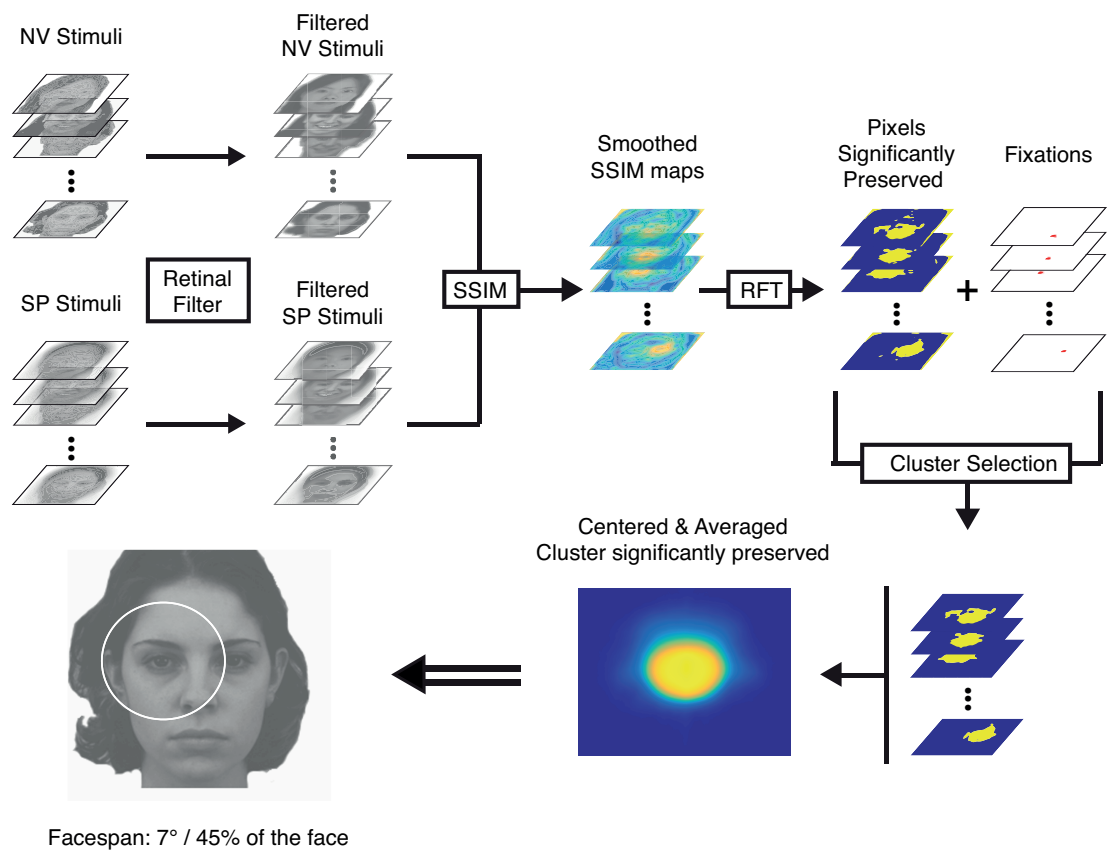 NV Stimuli
Filtered
NV Stimuli
Smoothed
SSIM maps
Pixels
Significantly
Preserved
Fixations
Retinal
Filter
SSIM
RFT
+
SP Stimuli
Filtered
SP Stimuli
Cluster Selection
Centered & Averaged
Cluster significantly preserved
Facespan: 7° / 45% of the face